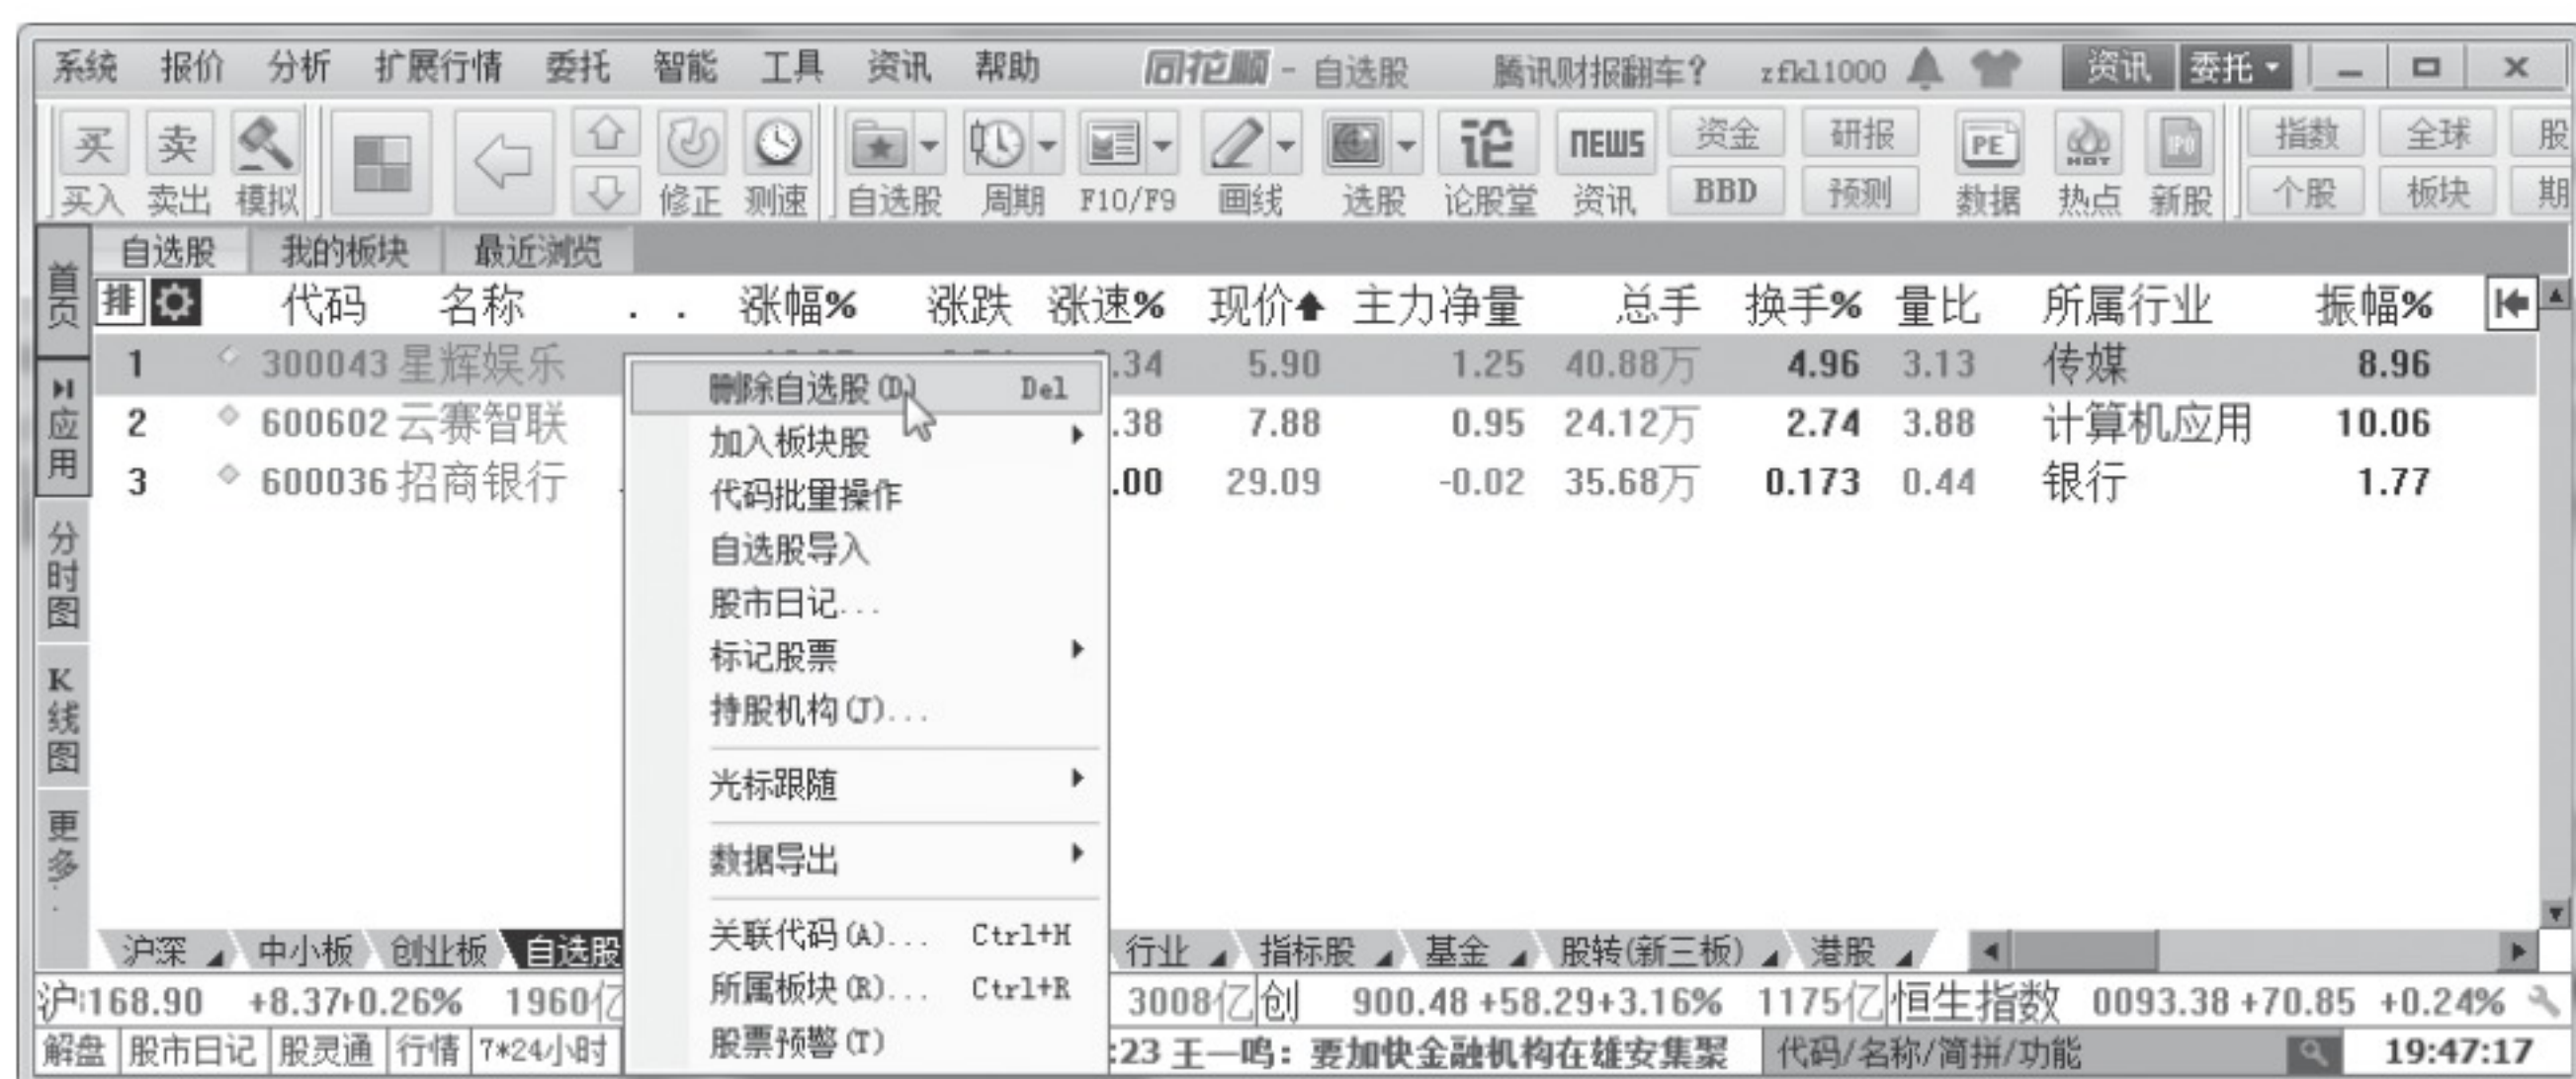 系统 报价 分析 扩展行情 委托 智能 工具 资讯 帮助 同花顺 - 自选股 腾讯财报翻车? zfkl1000 资讯 委托
买 卖 论 NEWS 资金 研报 PE HOT IPO 指数 全球 股
买入 卖出 模拟 修正 测速 自选股 周期 F10/F9 画线 选股 论股堂 资讯 BBD 预测 数据 热点 新股 个股 板块 期
自选股 我的板块 最近浏览
首页
应用
分时图
K线图
更多..
排 代码 名称 . . 涨幅% 涨跌 涨速% 现价 主力净量 总手 换手% 量比 所属行业 振幅%
1 300043 星辉娱乐 .34 5.90 1.25 40.88万 4.96 3.13 传媒 8.96
2 600602 云赛智联 .38 7.88 0.95 24.12万 2.74 3.88 计算机应用 10.06
3 600036 招商银行 .00 29.09 -0.02 35.68万 0.173 0.44 银行 1.77
删除自选股(D) Del
加入板块股
代码批量操作
自选股导入
股市日记...
标记股票
持股机构(J)...
光标跟随
数据导出
关联代码(A)... Ctrl+H
所属板块(R)... Ctrl+R
股票预警(T)
沪深 中小板 创业板 自选股 行业 指标股 基金 股转(新三板) 港股
沪 168.90 +8.37 +0.26% 1960亿 3008亿 创 900.48 +58.29 +3.16% 1175亿 恒生指数 0093.38 +70.85 +0.24%
解盘 股市日记 股灵通 行情 7*24小时 :23 王一鸣：要加快金融机构在雄安集聚 代码/名称/简拼/功能 19:47:17